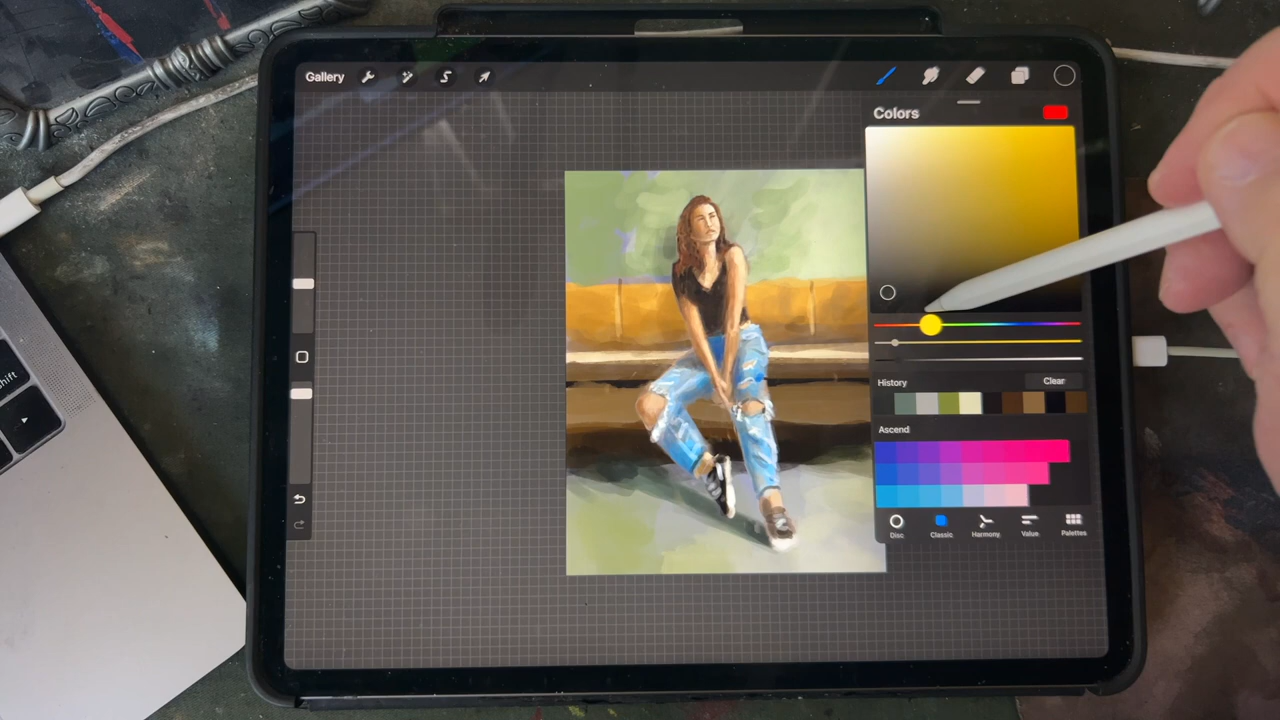 Gallery
Colors
History
Clear
Ascend
Disc
Classic
Harmony
Value
Palettes
shift